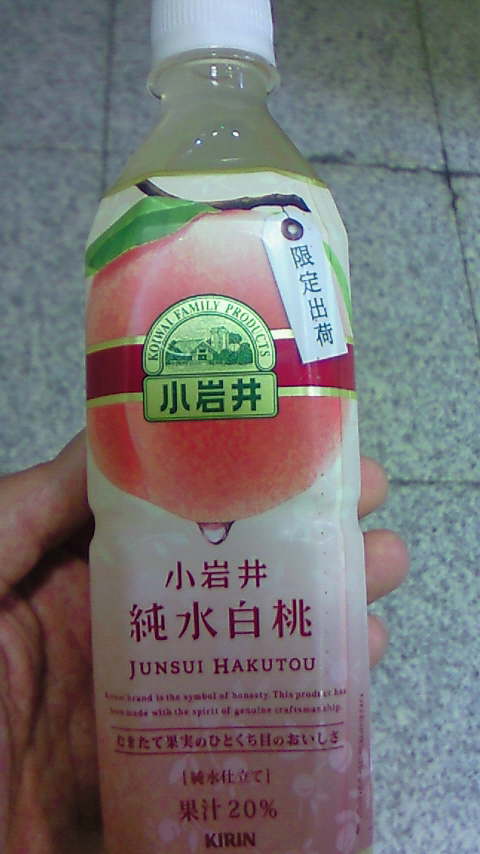 限定出荷
KOIWAI FAMILY PRODUCTS
小岩井
小岩井
純水白桃
JUNSUI HAKUTOU
brand is the symbol of honesty. This product has
been made with the spirit of genuine craftsmanship.
むきたて果実のひとくち目のおいしさ
[純水仕立て]
果汁20%
KIRIN